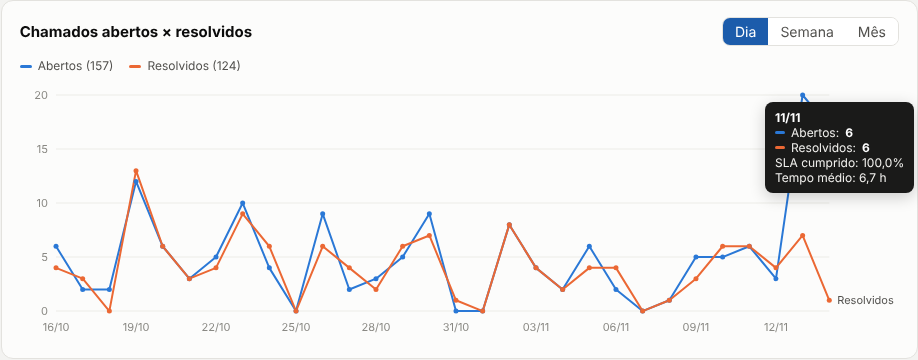 Chamados abertos × resolvidos
Dia Semana Mês
Abertos (157) Resolvidos (124)
20
15
10
5
0
11/11
Abertos: 6
Resolvidos: 6
SLA cumprido: 100,0%
Tempo médio: 6,7 h
Resolvidos
16/10 19/10 22/10 25/10 28/10 31/10 03/11 06/11 09/11 12/11